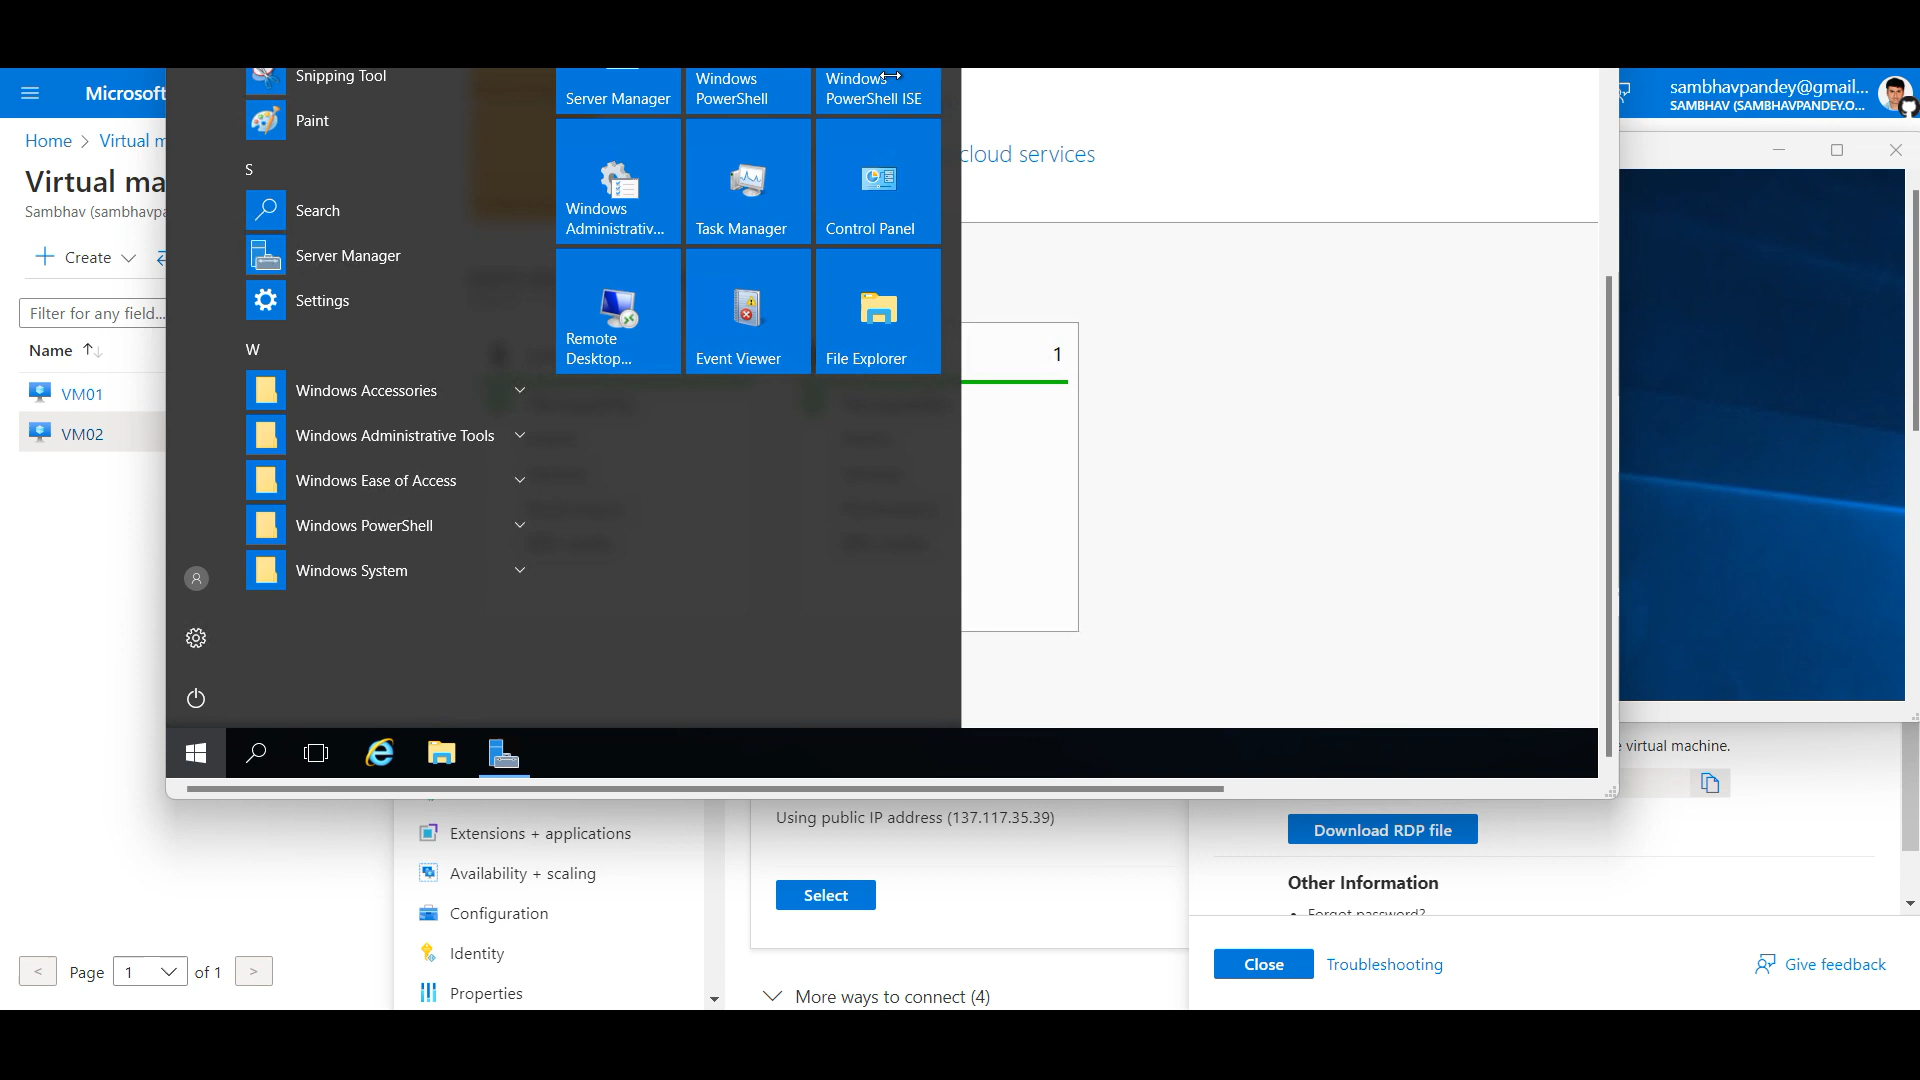 Microsoft
sambhavpandey@gmail...
SAMBHAV (SAMBHAVPANDEY.O...
Home > Virtual m
Virtual ma
Sambhav (sambhavpa
Create
Filter for any field...
Name
VM01
VM02
< Page 1 of 1 >
Snipping Tool
Paint
S
Search
Server Manager
Settings
W
Windows Accessories
Windows Administrative Tools
Windows Ease of Access
Windows PowerShell
Windows System
Server Manager
Windows
PowerShell
Windows
PowerShell ISE
Windows
Administrativ...
Task Manager
Control Panel
Remote
Desktop...
Event Viewer
File Explorer
cloud services
1
Extensions + applications
Availability + scaling
Configuration
Identity
Properties
Using public IP address (137.117.35.39)
Select
More ways to connect (4)
virtual machine.
Download RDP file
Other Information
• Forgot password?
Close
Troubleshooting
Give feedback